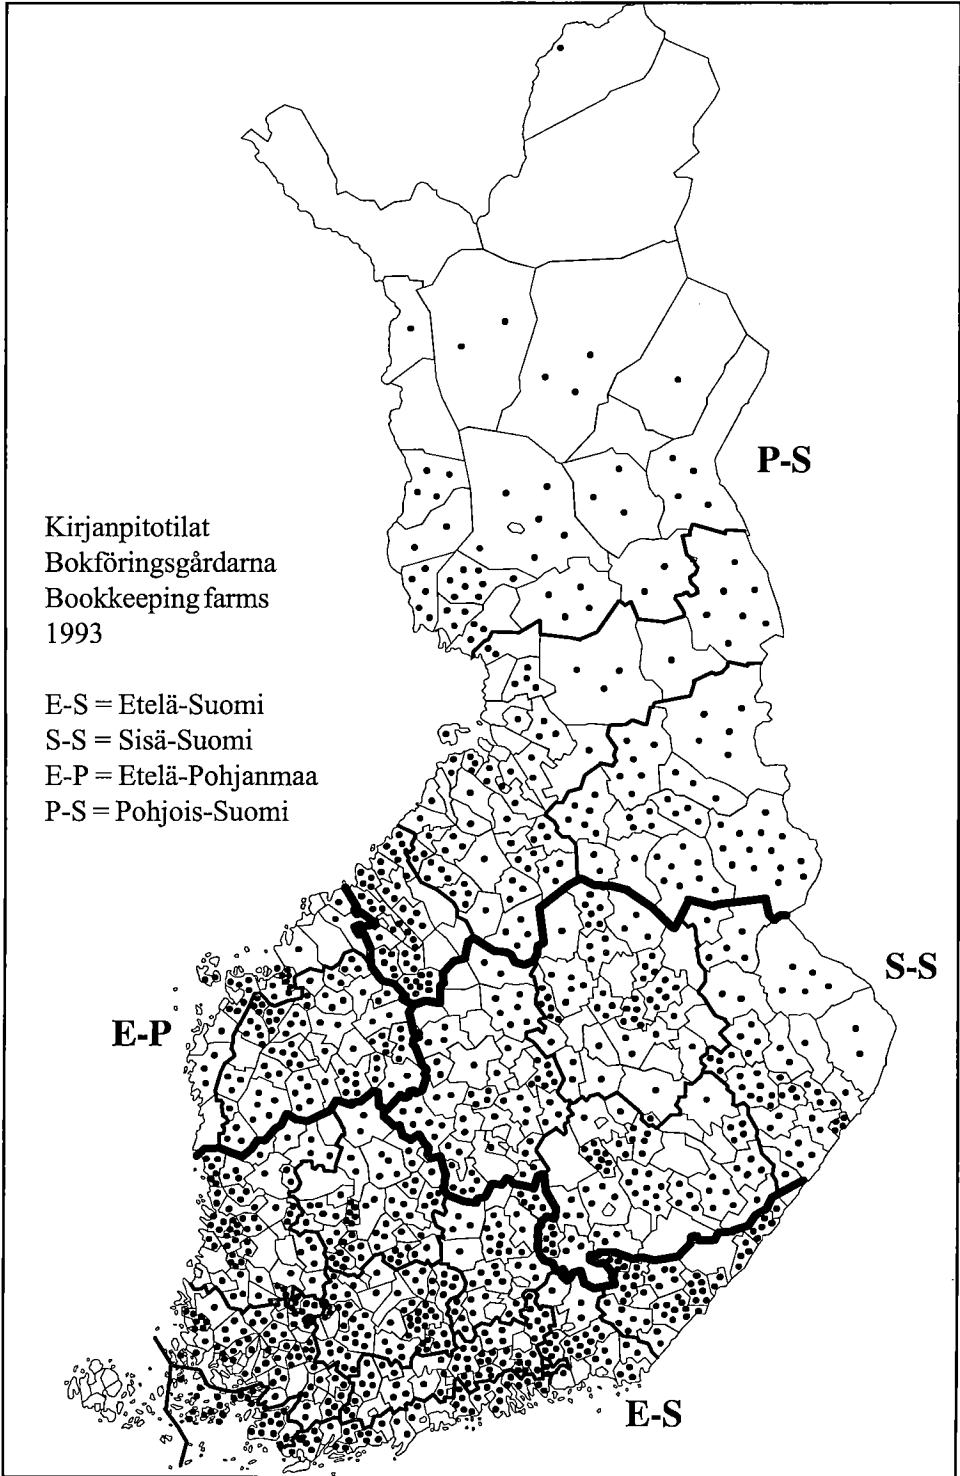 P-S
Kirjanpitotilat
Bokföringsgårdarna
Bookkeeping farms
1993
E-S = Etelä-Suomi
S-S = Sisä-Suomi
E-P = Etelä-Pohjanmaa
P-S = Pohjois-Suomi
S-S
E-P
E-S